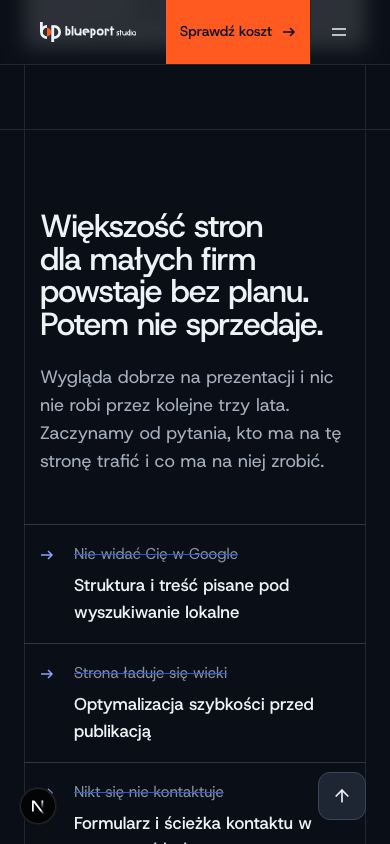 blueport studio
Sprawdź koszt
Większość stron
dla małych firm
powstaje bez planu.
Potem nie sprzedaje.
Wygląda dobrze na prezentacji i nic
nie robi przez kolejne trzy lata.
Zaczynamy od pytania, kto ma na tę
stronę trafić i co ma na niej zrobić.
Nie widać Cię w Google
Struktura i treść pisane pod
wyszukiwanie lokalne
Strona ładuje się wieki
Optymalizacja szybkości przed
publikacją
Nikt się nie kontaktuje
Formularz i ścieżka kontaktu w